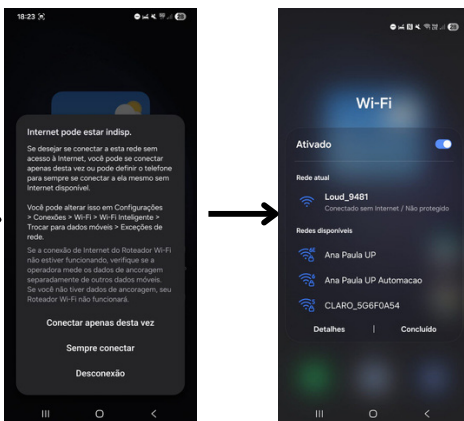 18:23
28
Internet pode estar indisp.
Se desejar se conectar a esta rede sem
acesso à Internet, você pode se conectar
apenas desta vez ou pode definir o telefone
para sempre se conectar a ela mesmo sem
Internet disponível.
Você pode alterar isso em Configurações
> Conexões > Wi-Fi > Wi-Fi Inteligente >
Trocar para dados móveis > Exceções de
rede.
Se a conexão de Internet do Roteador Wi-Fi
não estiver funcionando, verifique se a
operadora mede os dados de ancoragem
separadamente de outros dados móveis.
Se você não tiver dados de ancoragem, seu
Roteador Wi-Fi não funcionará.
Conectar apenas desta vez
Sempre conectar
Desconexão
28
Wi-Fi
Ativado
Rede atual
Loud_9481
Conectado sem Internet / Não protegido
Redes disponíveis
Ana Paula UP
Ana Paula UP Automacao
CLARO_5G6F0A54
Detalhes | Concluído